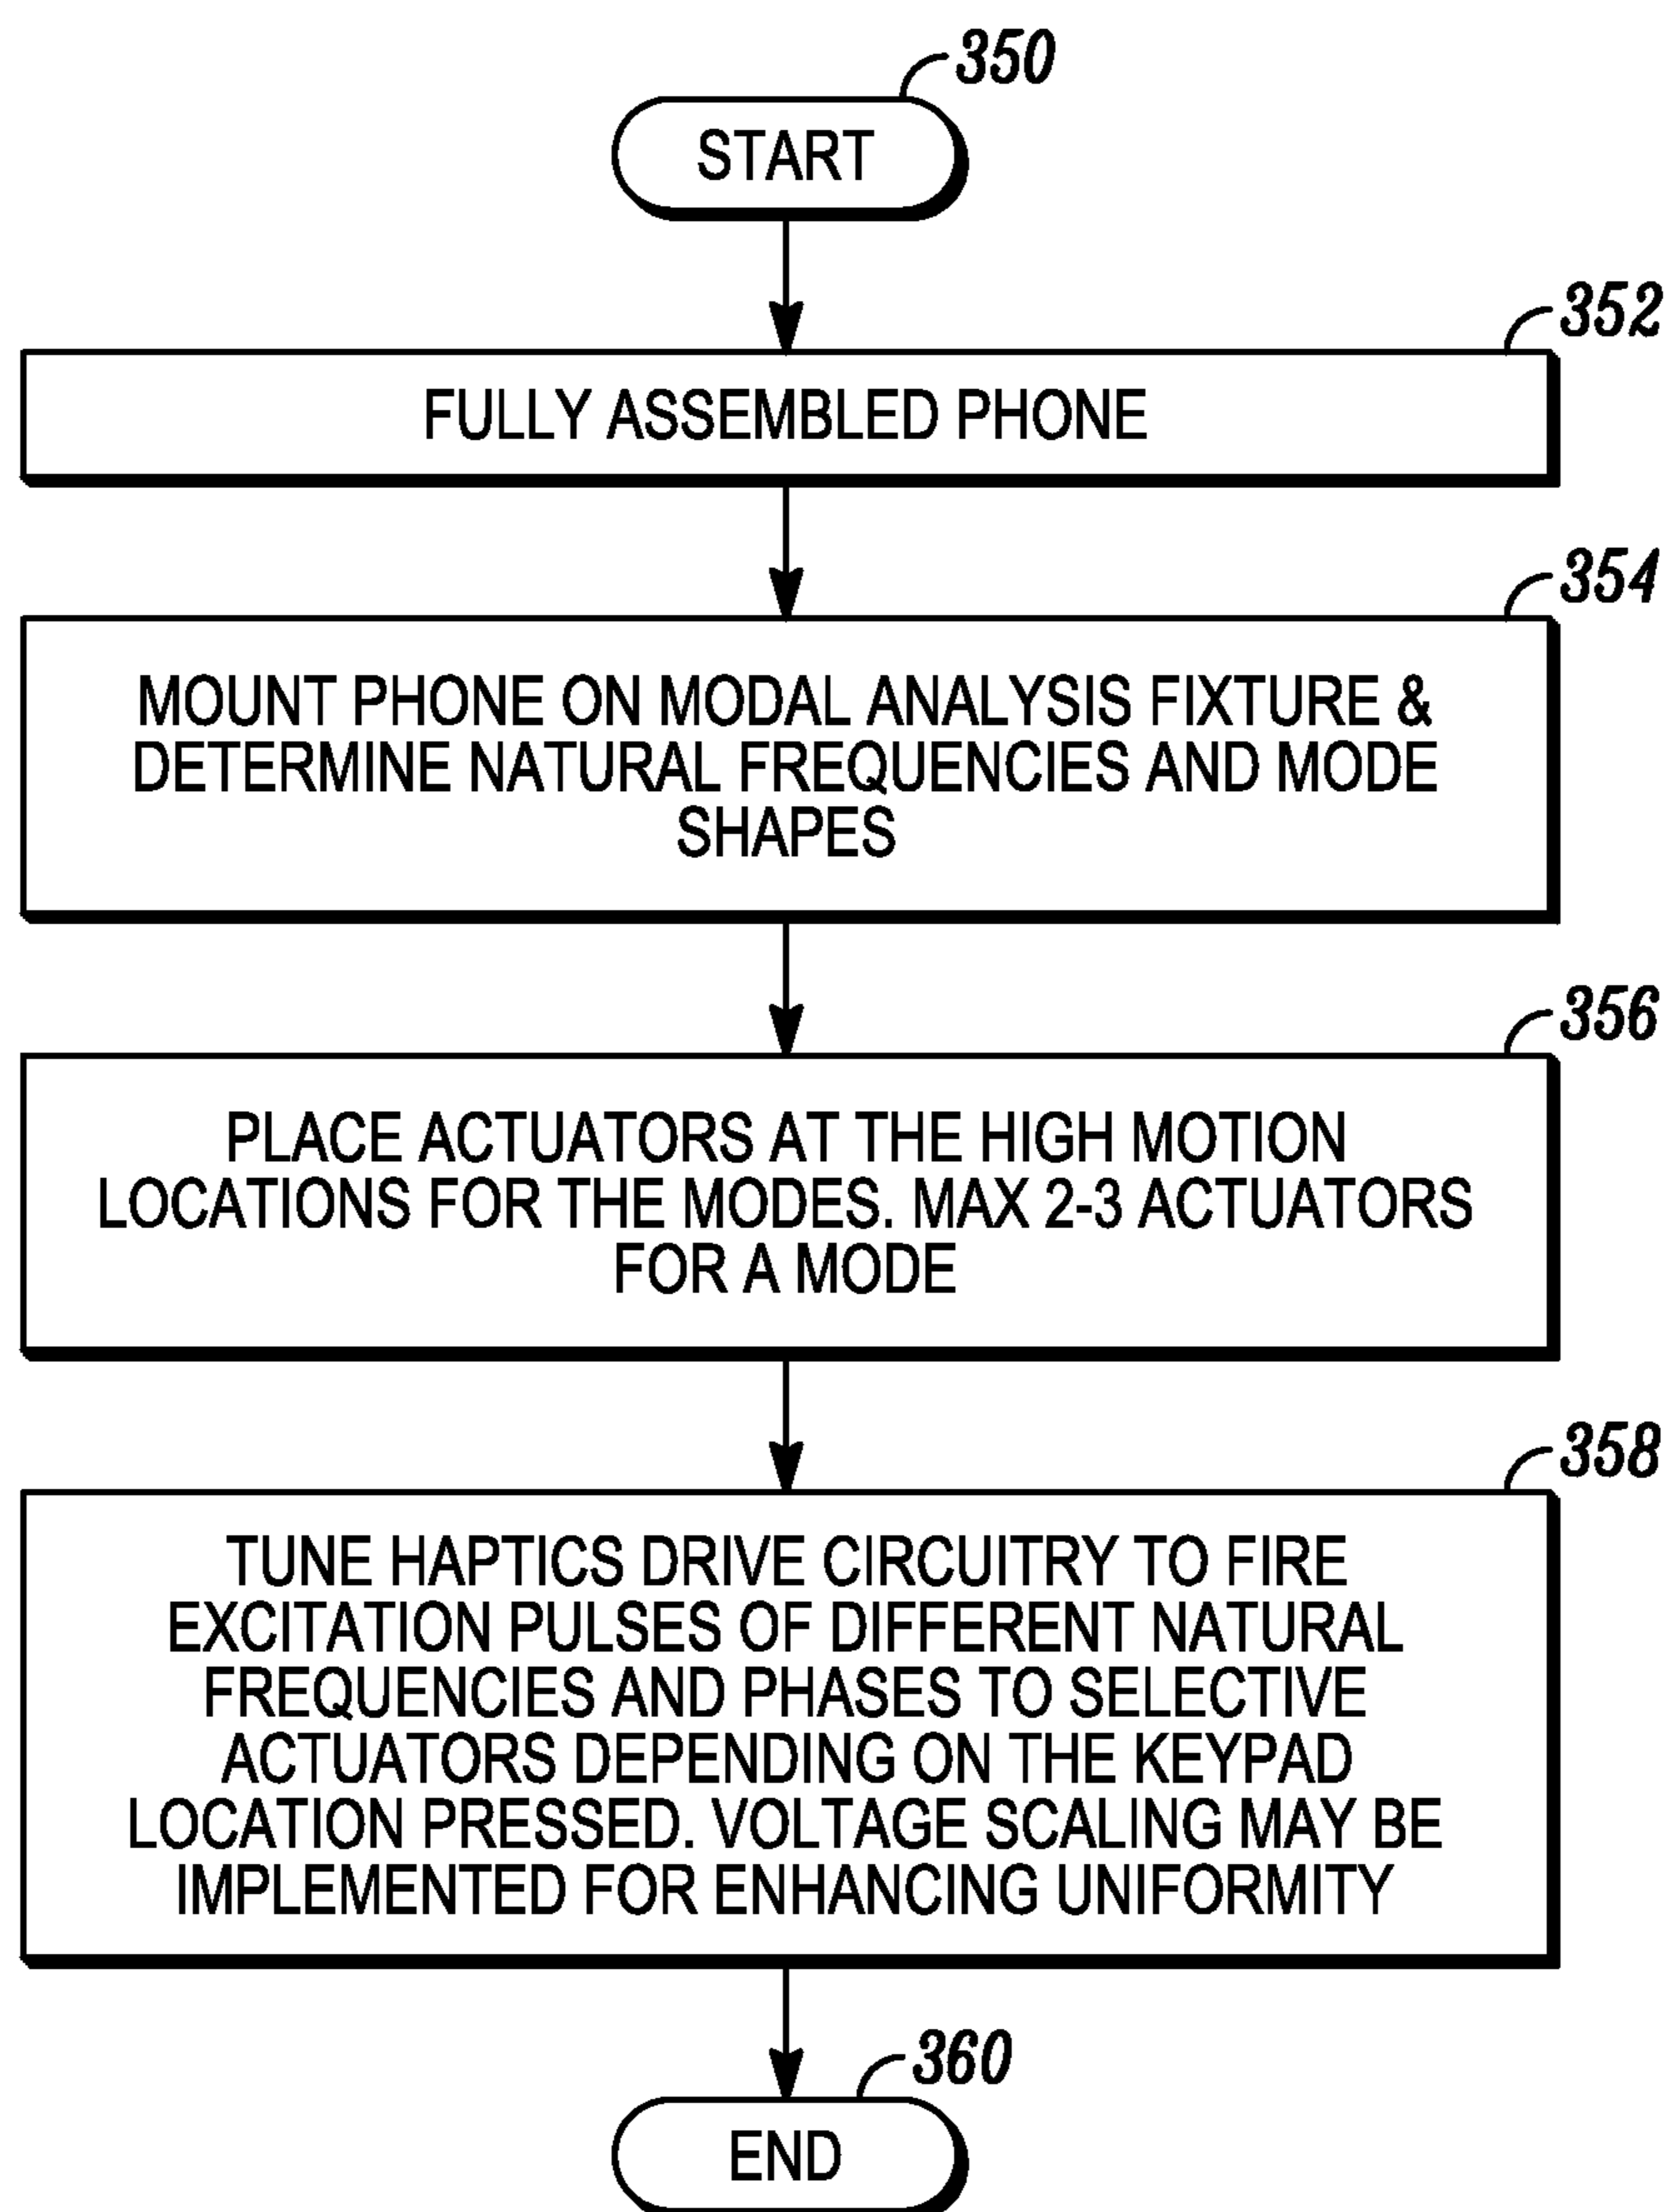 350
START
352
FULLY ASSEMBLED PHONE
354
MOUNT PHONE ON MODAL ANALYSIS FIXTURE &
DETERMINE NATURAL FREQUENCIES AND MODE
SHAPES
356
PLACE ACTUATORS AT THE HIGH MOTION
LOCATIONS FOR THE MODES. MAX 2-3 ACTUATORS
FOR A MODE
358
TUNE HAPTICS DRIVE CIRCUITRY TO FIRE
EXCITATION PULSES OF DIFFERENT NATURAL
FREQUENCIES AND PHASES TO SELECTIVE
ACTUATORS DEPENDING ON THE KEYPAD
LOCATION PRESSED. VOLTAGE SCALING MAY BE
IMPLEMENTED FOR ENHANCING UNIFORMITY
360
END